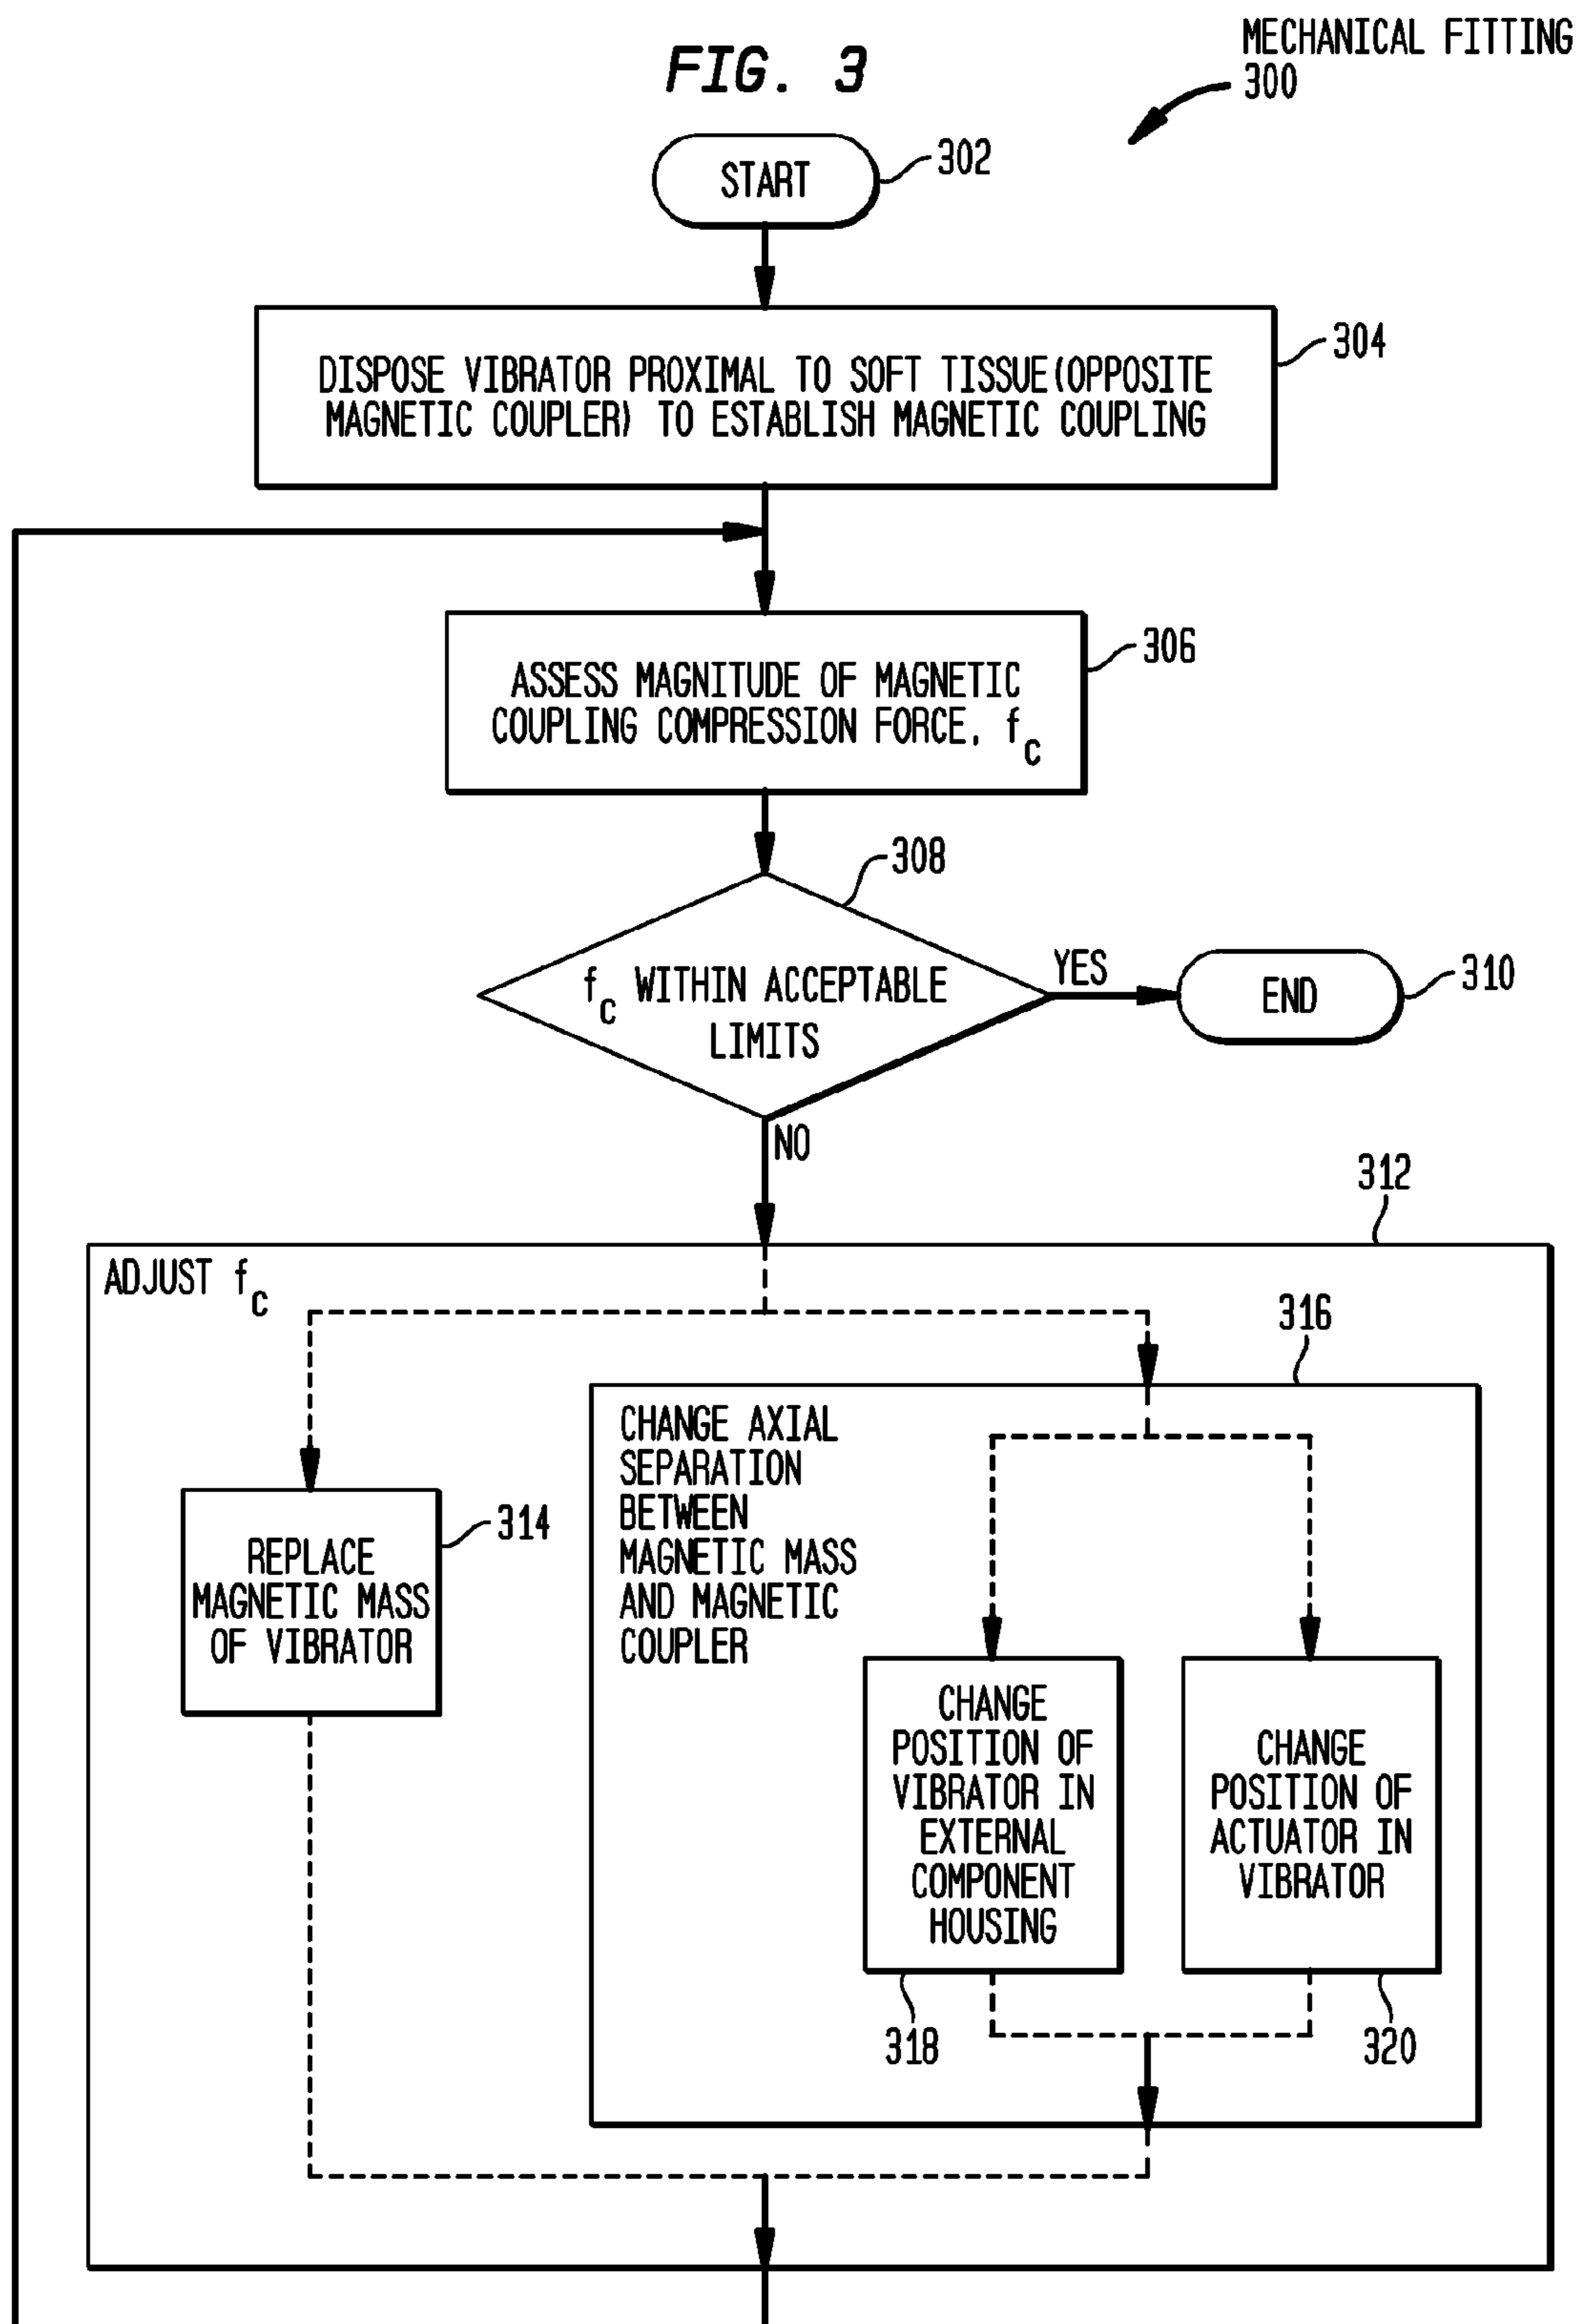 FIG. 3
MECHANICAL FITTING
300
START
302
DISPOSE VIBRATOR PROXIMAL TO SOFT TISSUE(OPPOSITE
MAGNETIC COUPLER) TO ESTABLISH MAGNETIC COUPLING
304
ASSESS MAGNITUDE OF MAGNETIC
COUPLING COMPRESSION FORCE, fc
306
308
fc WITHIN ACCEPTABLE
LIMITS
YES
END
310
NO
312
ADJUST fc
316
CHANGE AXIAL
SEPARATION
BETWEEN
MAGNETIC MASS
AND MAGNETIC
COUPLER
REPLACE
MAGNETIC MASS
OF VIBRATOR
314
CHANGE
POSITION OF
VIBRATOR IN
EXTERNAL
COMPONENT
HOUSING
318
CHANGE
POSITION OF
ACTUATOR IN
VIBRATOR
320